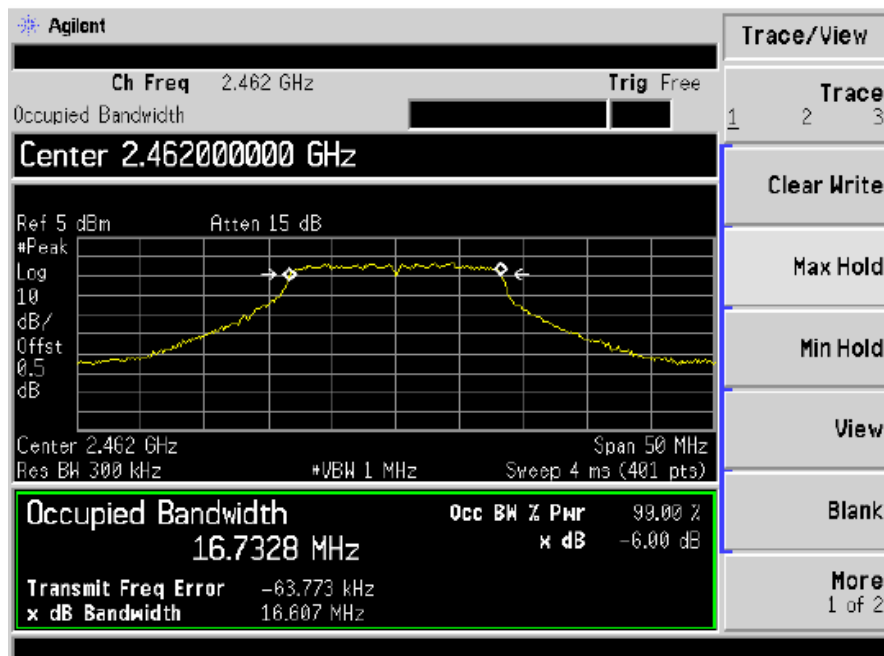 Agilent
Trace/View
Ch Freq 2.462 GHz Trig Free
Occupied Bandwidth
Trace
1 2 3
Center 2.462000000 GHz
Clear Write
Ref 5 dBm Atten 15 dB
#Peak
Log
10
dB/
Offst
0.5
dB
Max Hold
Min Hold
Center 2.462 GHz Span 50 MHz
Res BW 300 kHz #VBW 1 MHz Sweep 4 ms (401 pts)
View
Occupied Bandwidth Occ BW % Pwr 99.00 %
16.7328 MHz x dB -6.00 dB
Blank
Transmit Freq Error -63.773 kHz
x dB Bandwidth 16.607 MHz
More
1 of 2